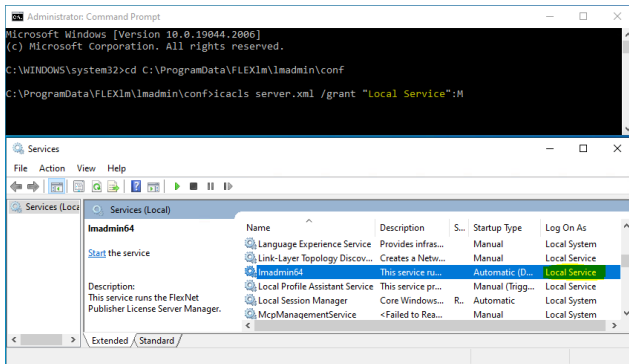 Administrator: Command Prompt
Microsoft Windows [Version 10.0.19044.2006]
(c) Microsoft Corporation. All rights reserved.
C:\WINDOWS\system32>cd C:\ProgramData\FLEXlm\lmadmin\conf
C:\ProgramData\FLEXlm\lmadmin\conf>icacls server.xml /grant "Local Service":M
Services
File Action View Help
Services (Loca
Services (Local)
lmadmin64
Start the service
Description:
This service runs the FlexNet
Publisher License Server Manager.
Name Description S... Startup Type Log On As
Language Experience Service Provides infras... Manual Local System
Link-Layer Topology Discov... Creates a Netw... Manual Local Service
lmadmin64 This service ru... Automatic (D... Local Service
Local Profile Assistant Service This service pr... Manual (Trigg... Local Service
Local Session Manager Core Windows... R.. Automatic Local System
McpManagementService <Failed to Rea... Manual Local System
Extended Standard